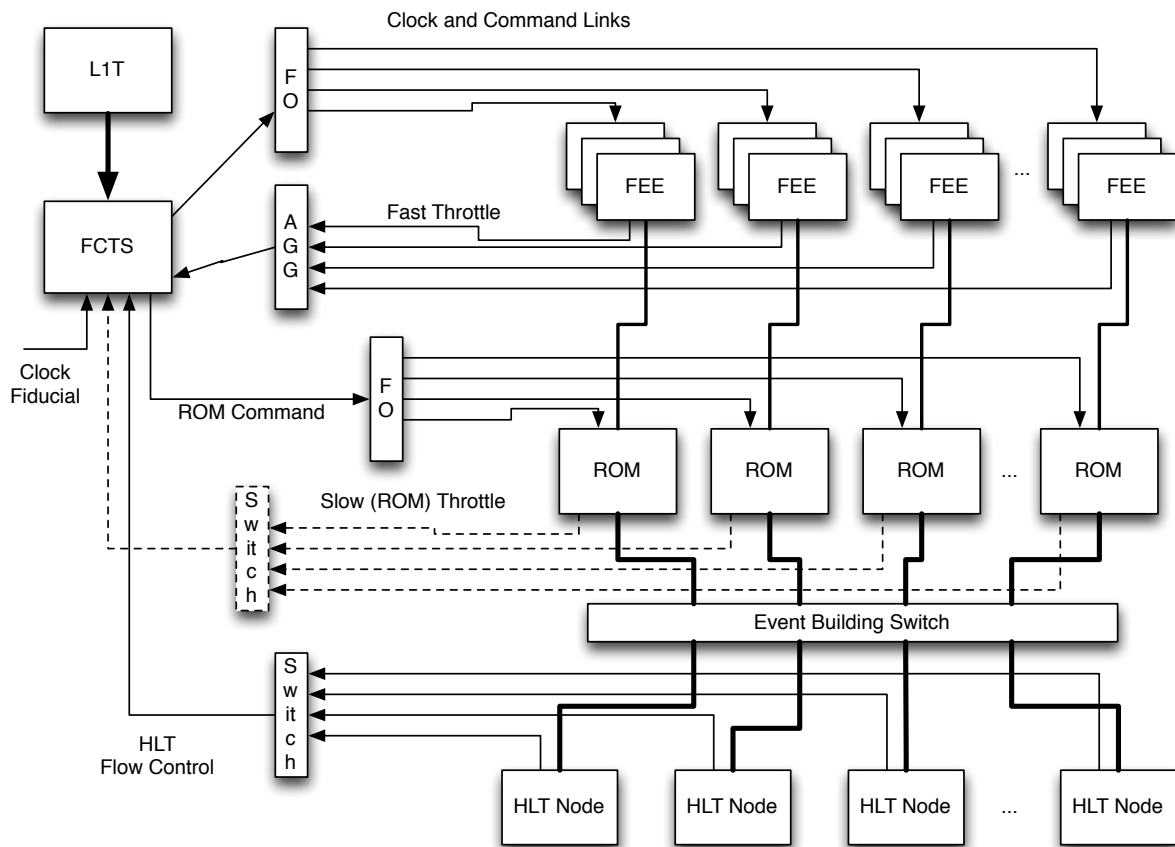 Clock and Command Links
L1T
F
O
FEE
FEE
FEE
...
FEE
A
G
G
Fast Throttle
FCTS
Clock
Fiducial
F
O
ROM Command
ROM
ROM
ROM
...
ROM
S
w
it
c
h
Slow (ROM) Throttle
Event Building Switch
S
w
it
c
h
HLT
Flow Control
HLT Node
HLT Node
HLT Node
...
HLT Node